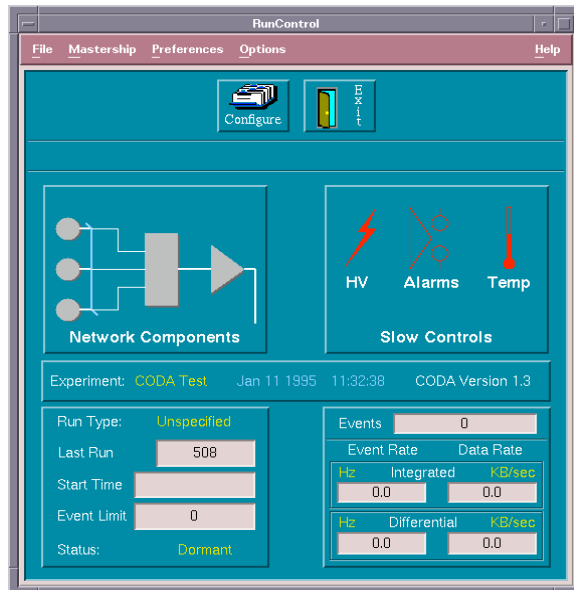 RunControl
File Mastership Preferences Options Help
Configure Exit
HV Alarms Temp
Network Components Slow Controls
Experiment: CODA Test Jan 11 1995 11:32:38 CODA Version 1.3
Run Type: Unspecified
Last Run 508
Start Time
Event Limit 0
Status: Dormant
Events 0
Event Rate Data Rate
Hz Integrated KB/sec
0.0 0.0
Hz Differential KB/sec
0.0 0.0